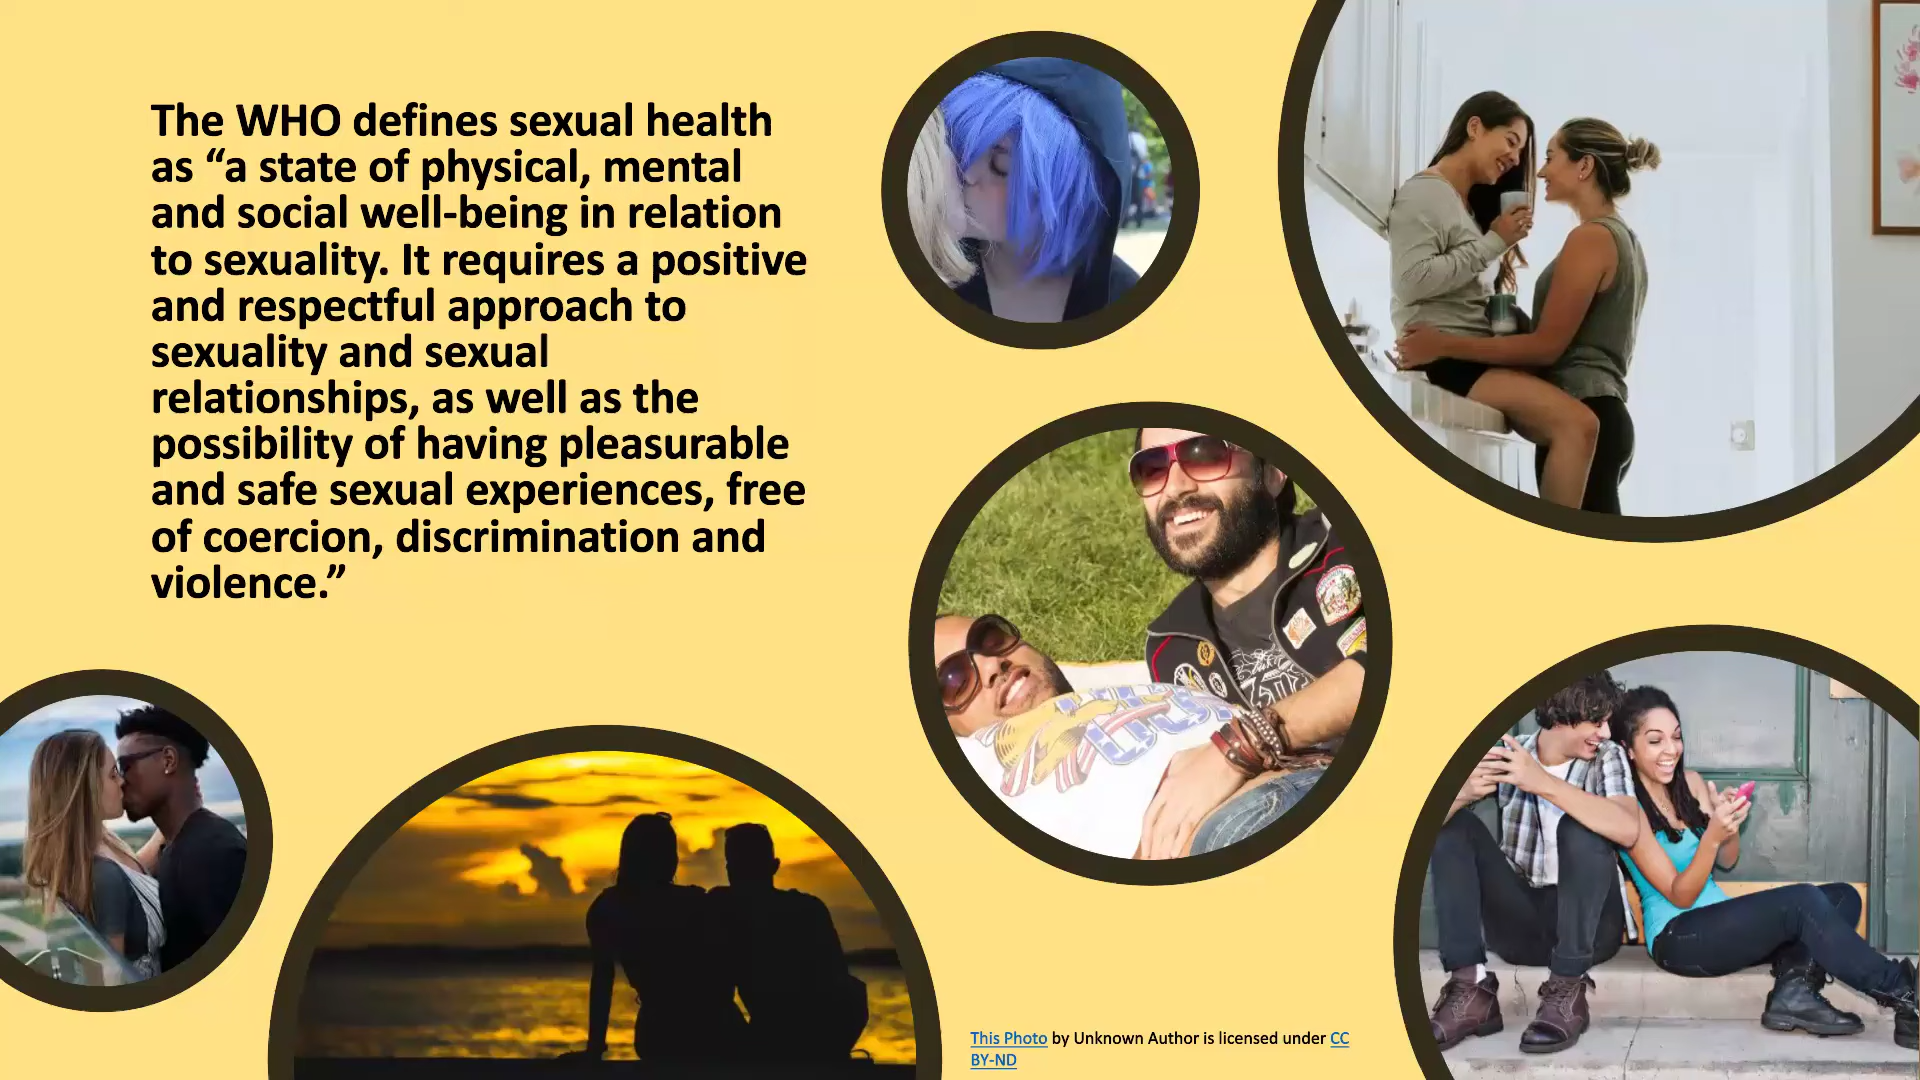 The WHO defines sexual health
as “a state of physical, mental
and social well-being in relation
to sexuality. It requires a positive
and respectful approach to
sexuality and sexual
relationships, as well as the
possibility of having pleasurable
and safe sexual experiences, free
of coercion, discrimination and
violence.”
This Photo by Unknown Author is licensed under CC
BY-ND